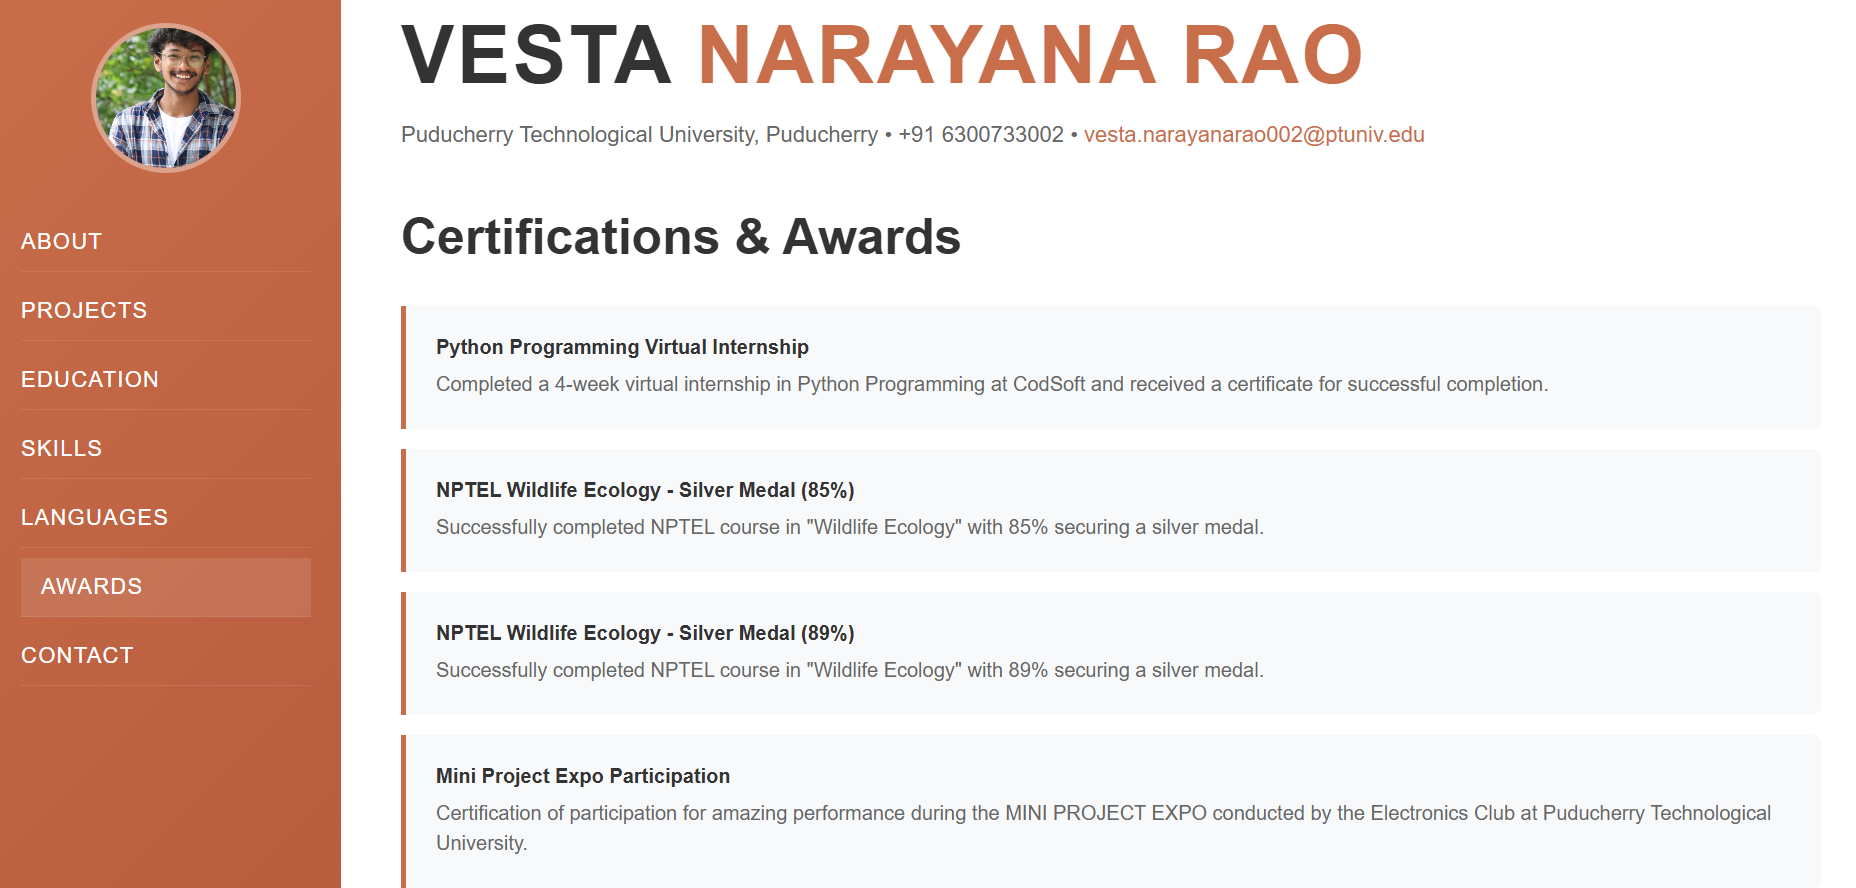 ABOUT
PROJECTS
EDUCATION
SKILLS
LANGUAGES
AWARDS
CONTACT
VESTA NARAYANA RAO
Puducherry Technological University, Puducherry • +91 6300733002 • vesta.narayanarao002@ptuniv.edu
Certifications & Awards
Python Programming Virtual Internship
Completed a 4-week virtual internship in Python Programming at CodSoft and received a certificate for successful completion.
NPTEL Wildlife Ecology - Silver Medal (85%)
Successfully completed NPTEL course in "Wildlife Ecology" with 85% securing a silver medal.
NPTEL Wildlife Ecology - Silver Medal (89%)
Successfully completed NPTEL course in "Wildlife Ecology" with 89% securing a silver medal.
Mini Project Expo Participation
Certification of participation for amazing performance during the MINI PROJECT EXPO conducted by the Electronics Club at Puducherry Technological
University.